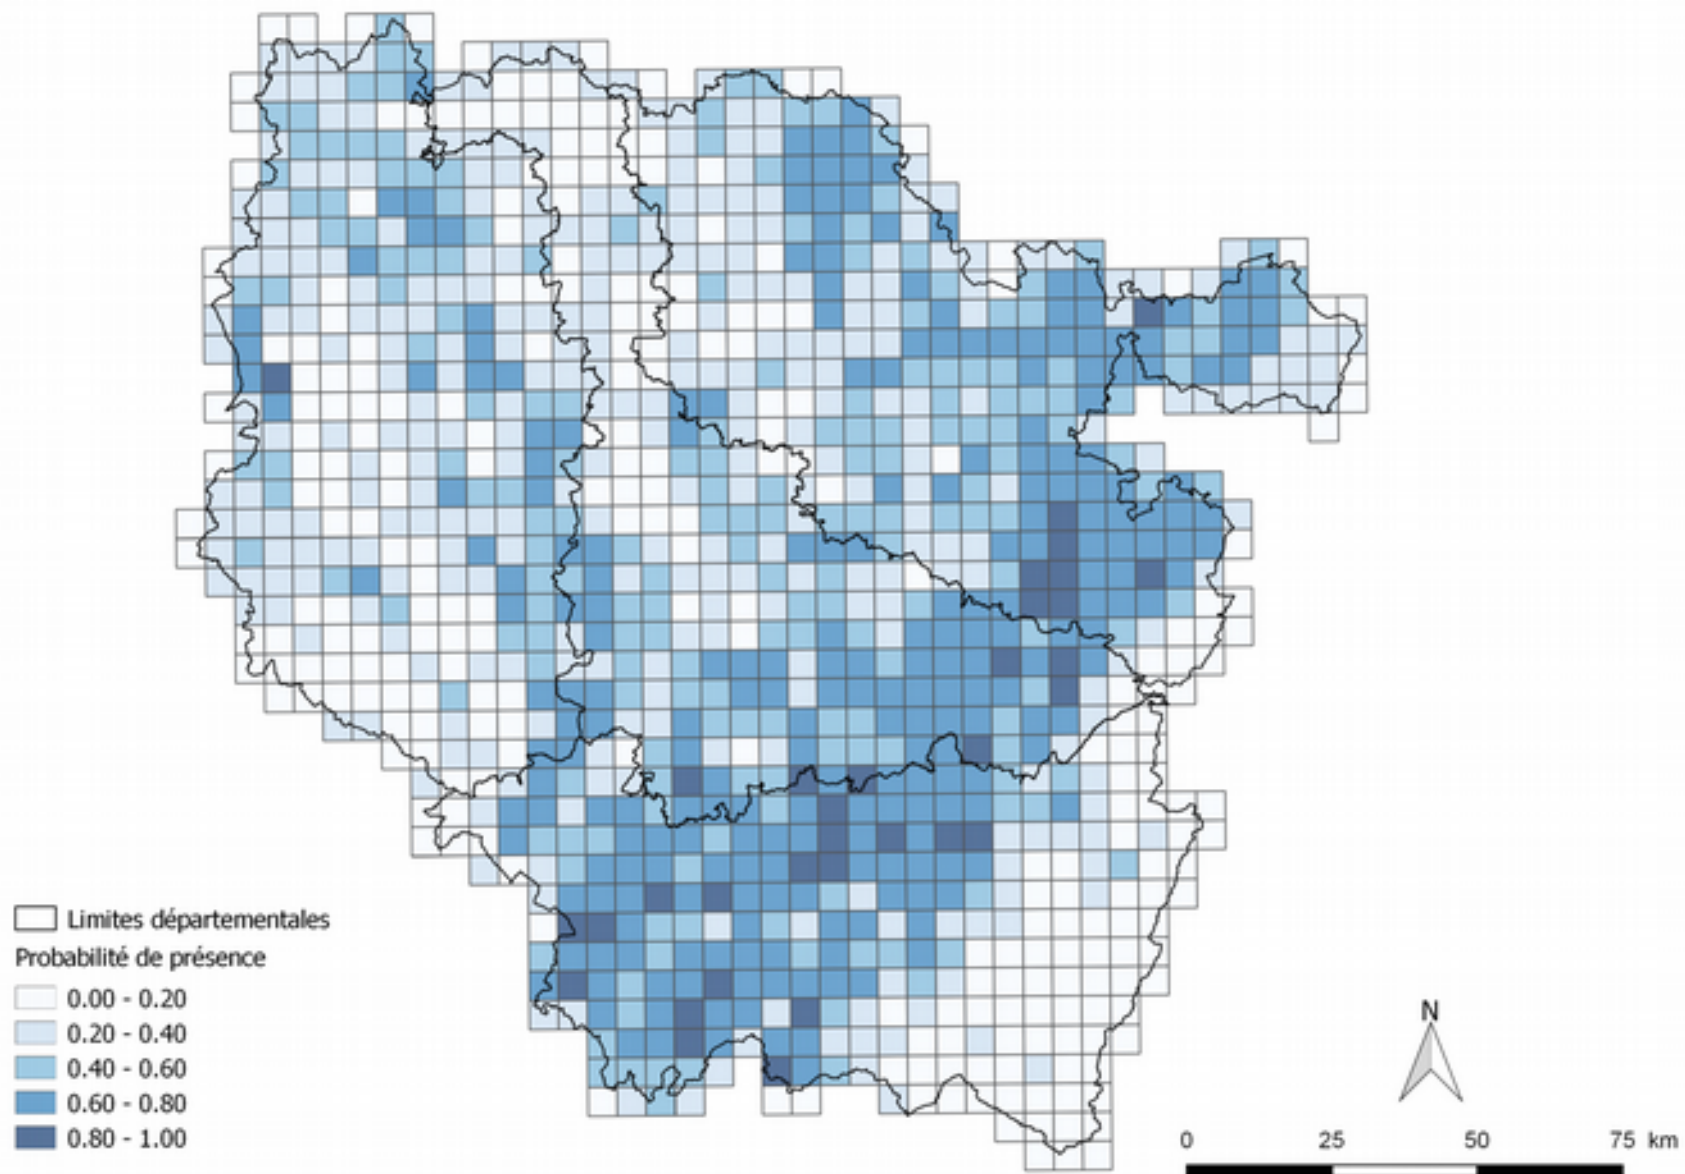 Limites départementales
Probabilité de présence
0.00 - 0.20
0.20 - 0.40
0.40 - 0.60
0.60 - 0.80
0.80 - 1.00
N
0 25 50 75 km